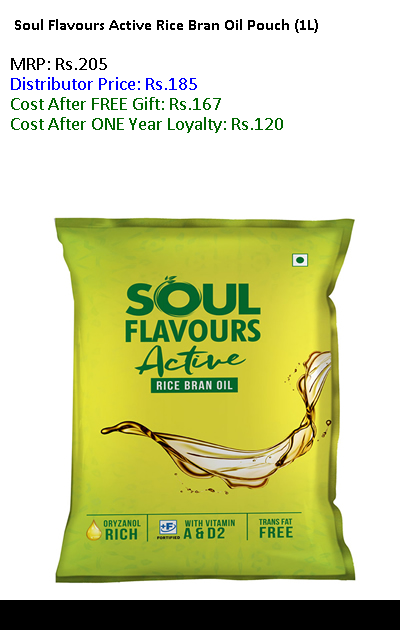 Soul Flavours Active Rice Bran Oil Pouch (1L)
MRP: Rs.205
Distributor Price: Rs.185
Cost After FREE Gift: Rs.167
Cost After ONE Year Loyalty: Rs.120
SOUL
FLAVOURS
Active
RICE BRAN OIL
ORYZANOL
RICH
+F
FORTIFIED
WITH VITAMIN
A & D2
TRANS FAT
FREE